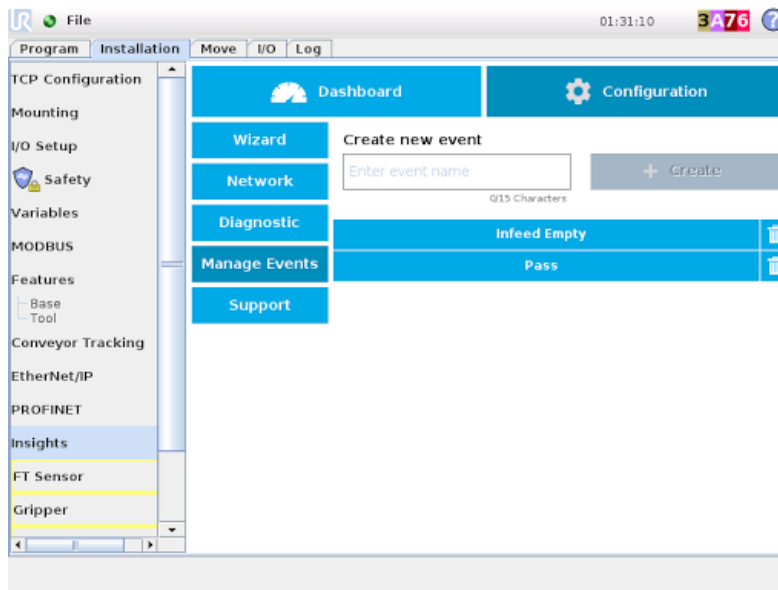 UR File 01:31:10 3A76 ?
Program Installation Move I/O Log
TCP Configuration
Mounting
I/O Setup
Safety
Variables
MODBUS
Features
Base
Tool
Conveyor Tracking
EtherNet/IP
PROFINET
Insights
FT Sensor
Gripper
Dashboard Configuration
Wizard
Network
Diagnostic
Manage Events
Support
Create new event
Enter event name + Create
0/15 Characters
Infeed Empty
Pass